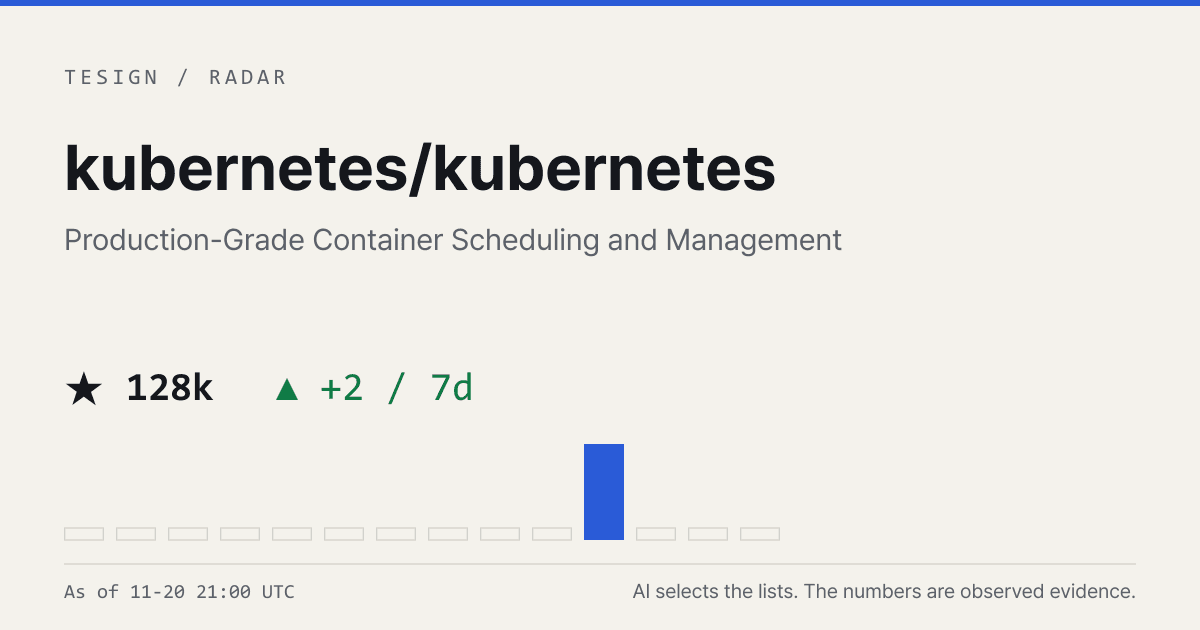 TESIGN / RADAR
kubernetes/kubernetes
Production-Grade Container Scheduling and Management
★ 128k ▲ +2 / 7d
As of 11-20 21:00 UTC
AI selects the lists. The numbers are observed evidence.